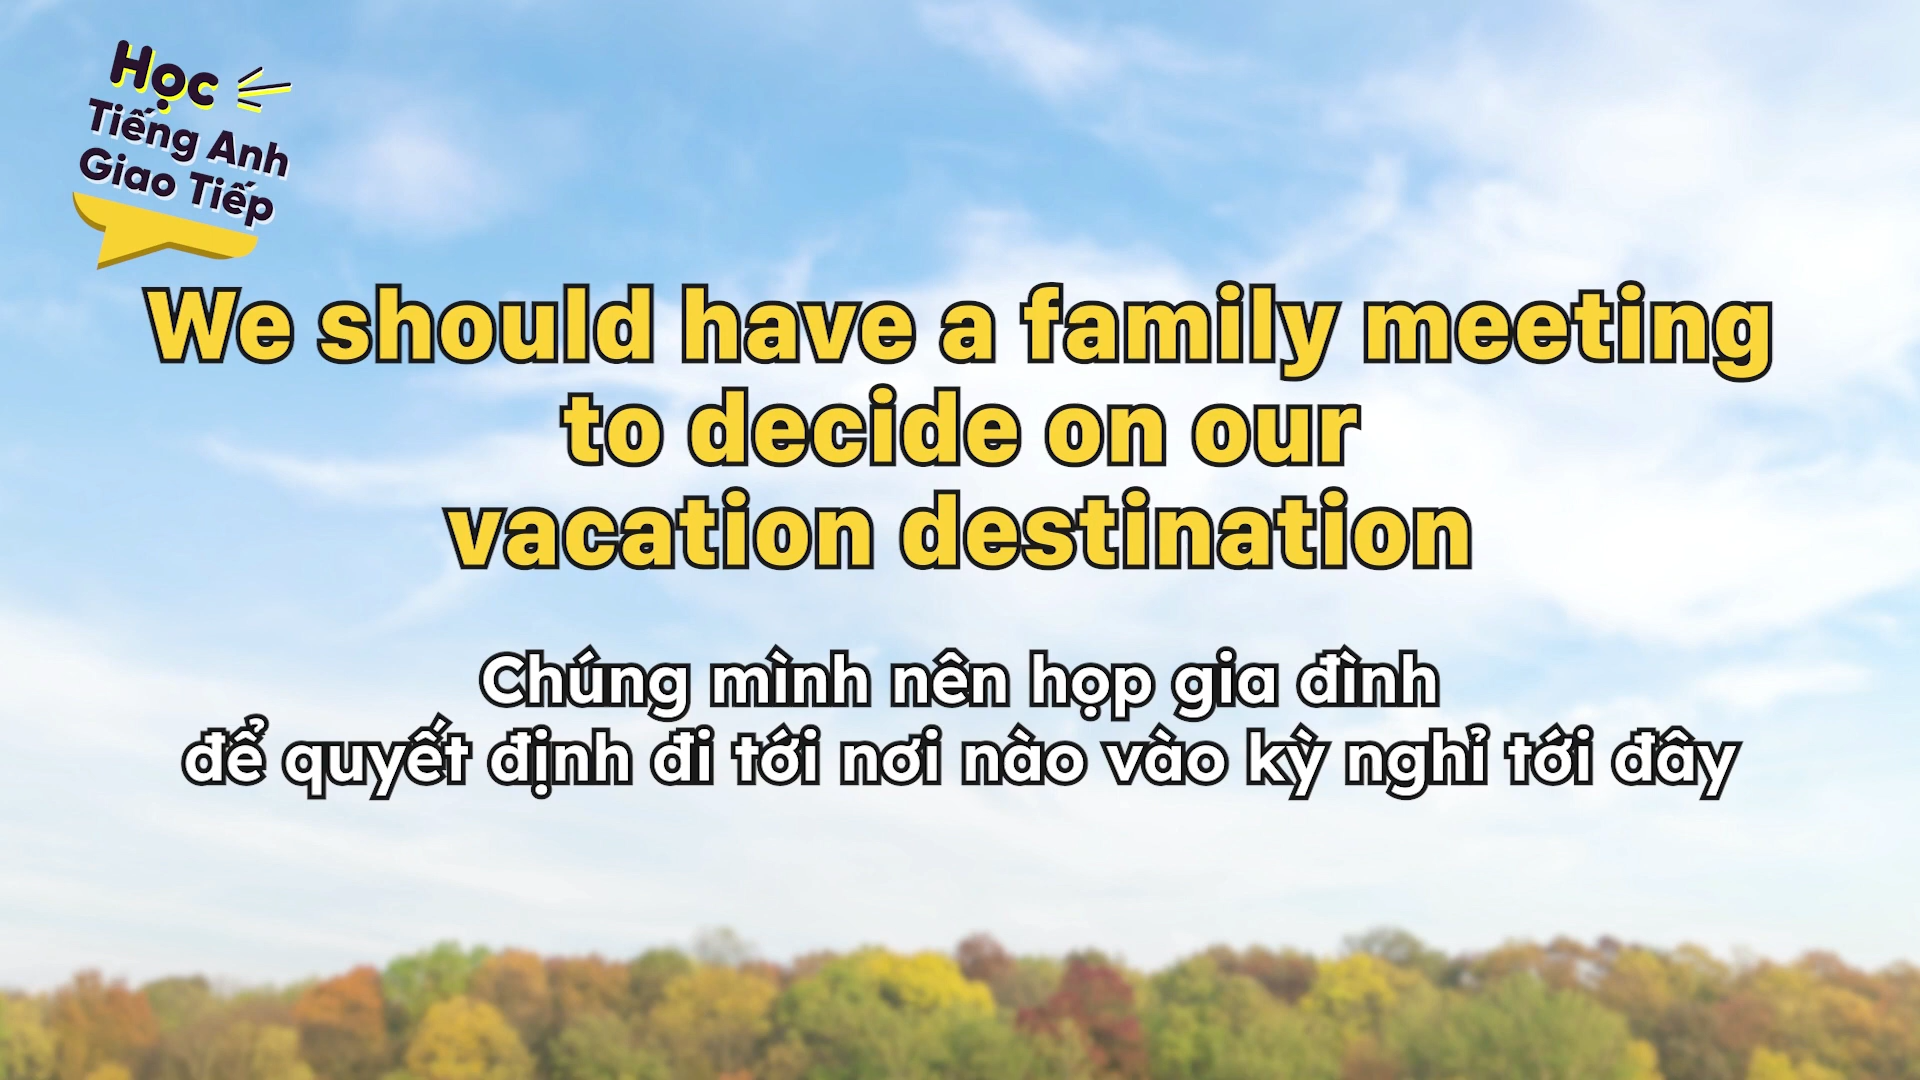 Học
Tiếng Anh
Giao Tiếp
We should have a family meeting
to decide on our
vacation destination
Chúng mình nên họp gia đình
để quyết định đi tới nơi nào vào kỳ nghỉ tới đây